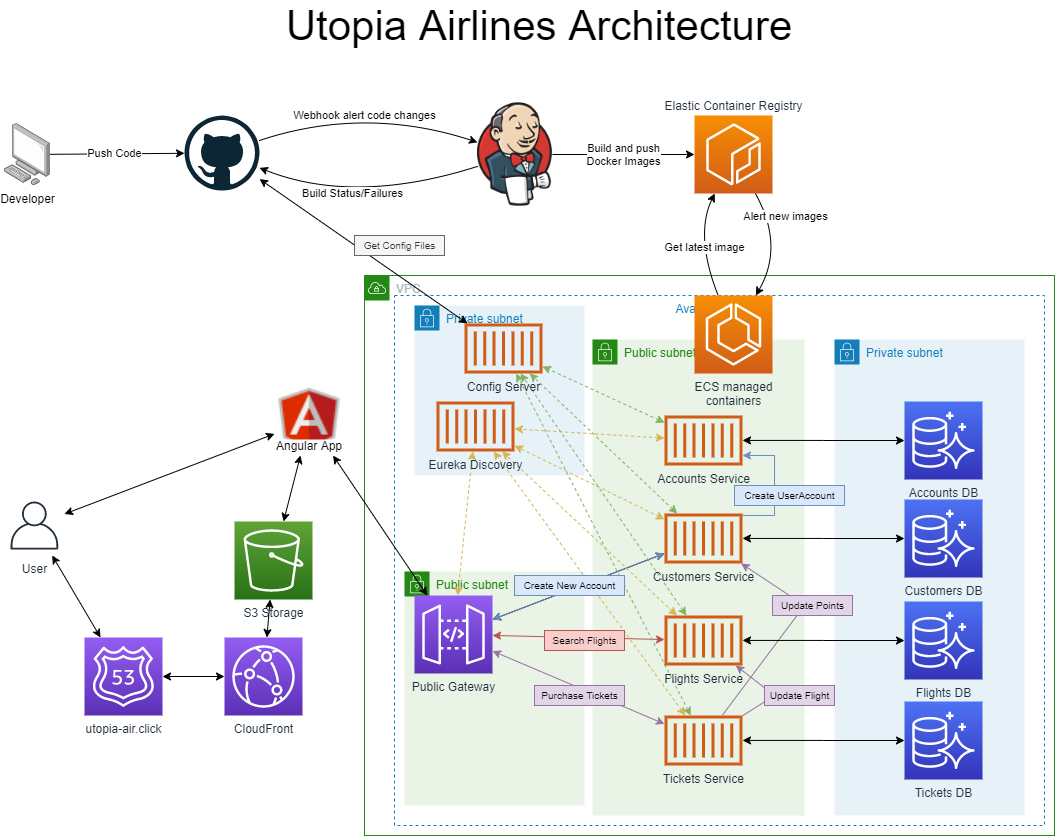 Utopia Airlines Architecture
Elastic Container Registry
Webhook alert code changes
Push Code
Build and push
Docker Images
Build Status/Failures
Developer
Alert new images
Get Config Files
Get latest image
VPC
Ava
Private subnet
Public subnet
Private subnet
Config Server
ECS managed
containers
Angular App
Eureka Discovery
Accounts Service
Accounts DB
Create UserAccount
User
Customers Service
Customers DB
Public subnet
Create New Account
S3 Storage
Update Points
</>
Search Flights
53
Flights Service
Public Gateway
Purchase Tickets
Update Flight
Flights DB
utopia-air.click
CloudFront
Tickets Service
Tickets DB